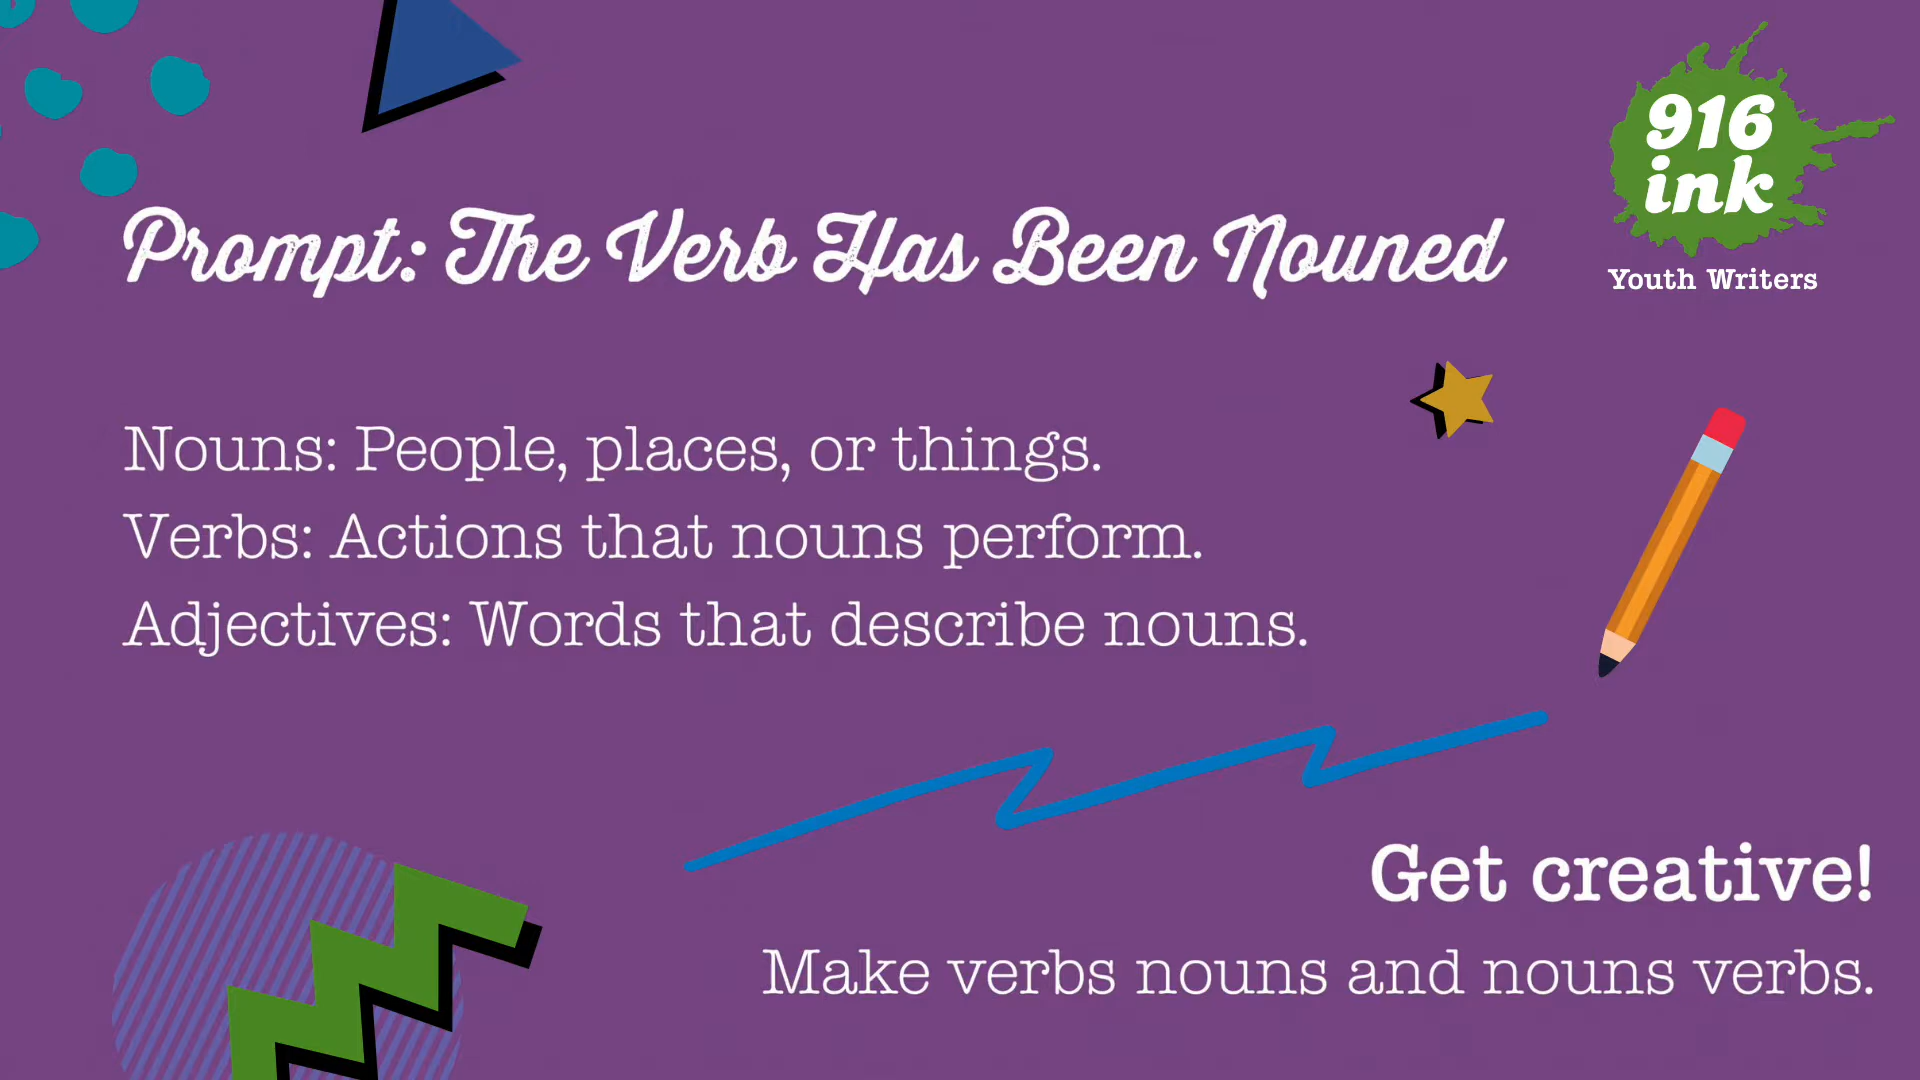 916
ink
Youth Writers
Prompt: The Verb Has Been Nouned
Nouns: People, places, or things.
Verbs: Actions that nouns perform.
Adjectives: Words that describe nouns.
Get creative!
Make verbs nouns and nouns verbs.